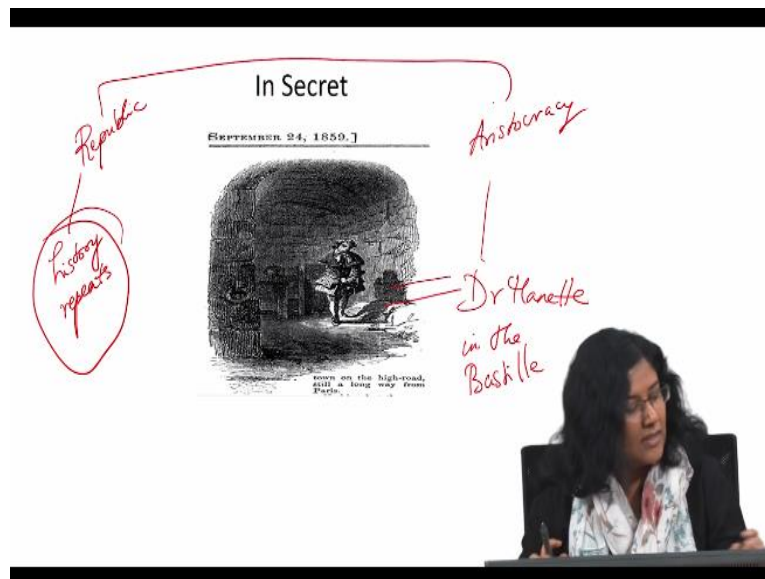 In Secret
Republic
Aristocracy
SEPTEMBER 24, 1859.]
history
repeats
Dr Manette
in the
Bastille
town on the high-road,
still a long way from
Paris.